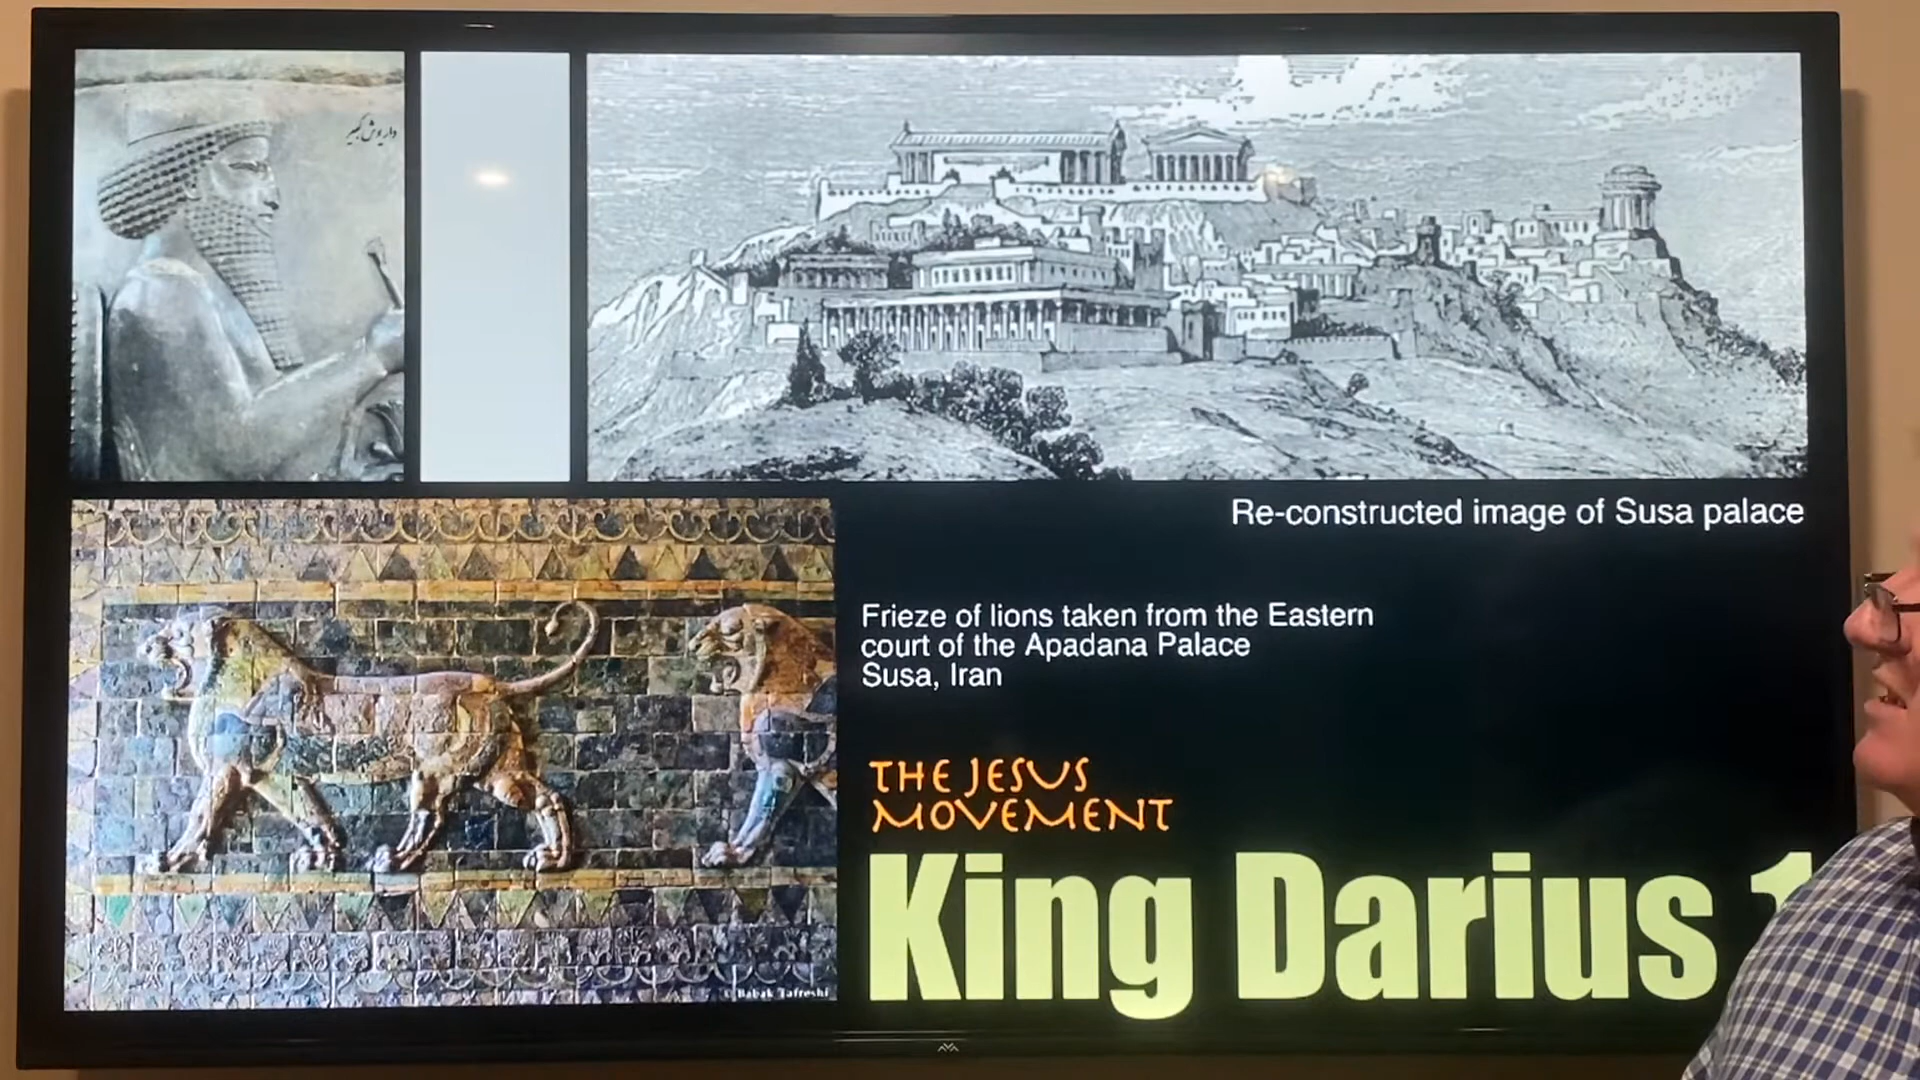 داریوش کبیر
Re-constructed image of Susa palace
Frieze of lions taken from the Eastern
court of the Apadana Palace
Susa, Iran
THE JESUS
MOVEMENT
King Darius 1
© Babak Tafreshi